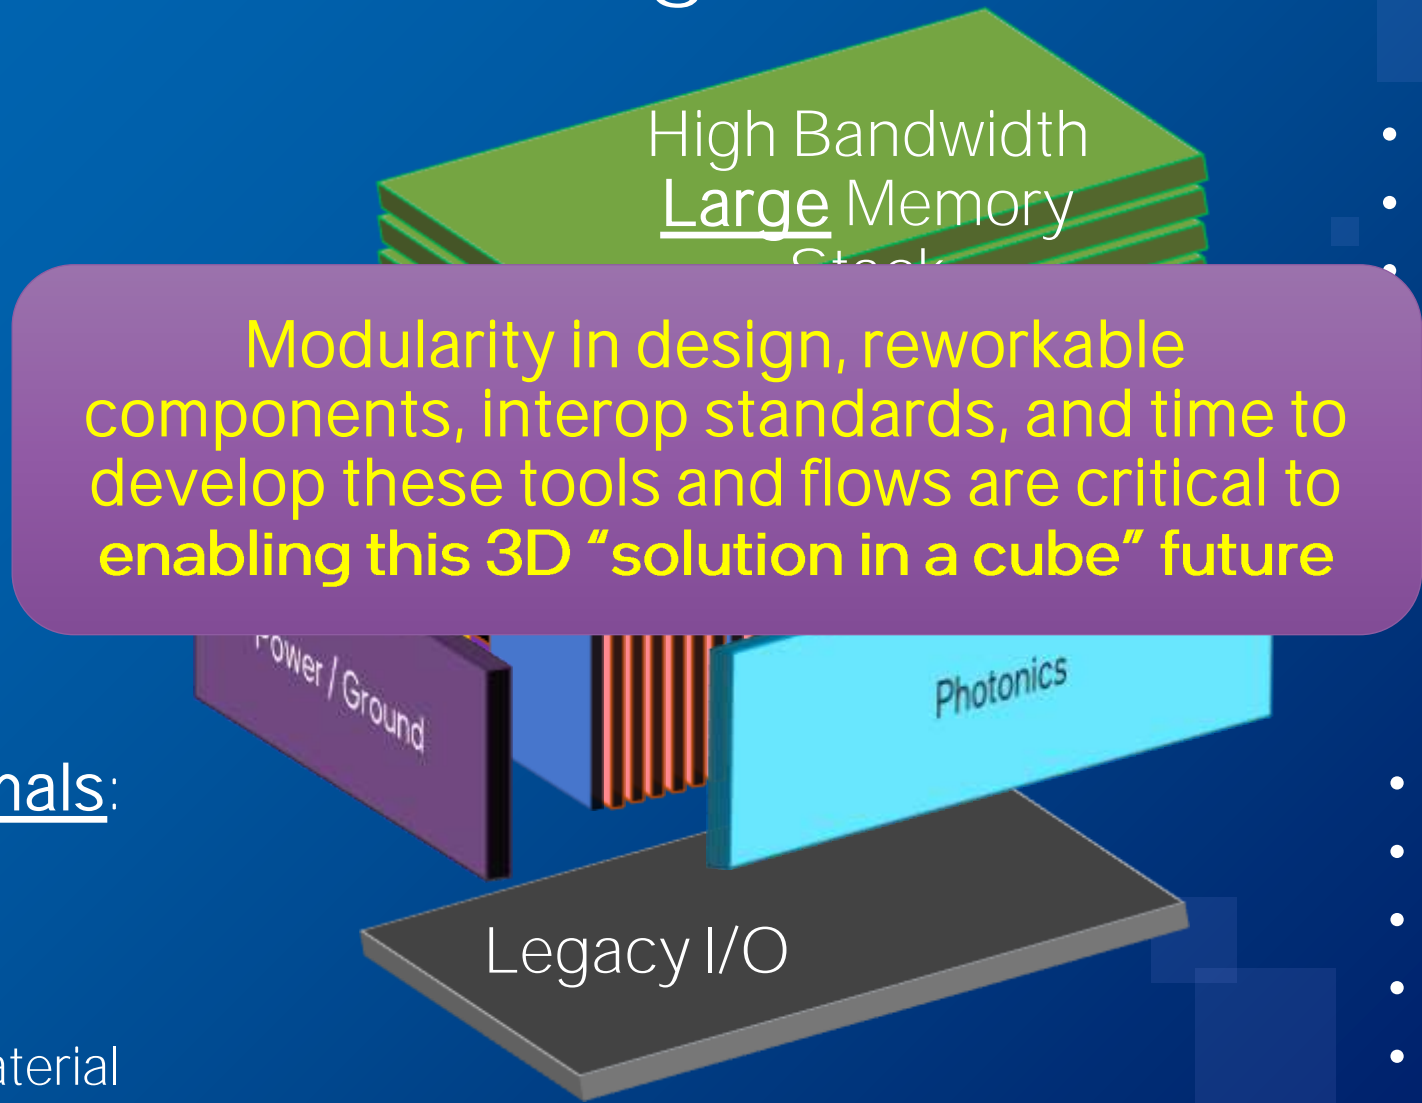 High Bandwidth
Large Memory
Stack
Modularity in design, reworkable
components, interop standards, and time to
develop these tools and flows are critical to
enabling this 3D “solution in a cube” future
Power / Ground
Photonics
nals:
Legacy I/O
aterial